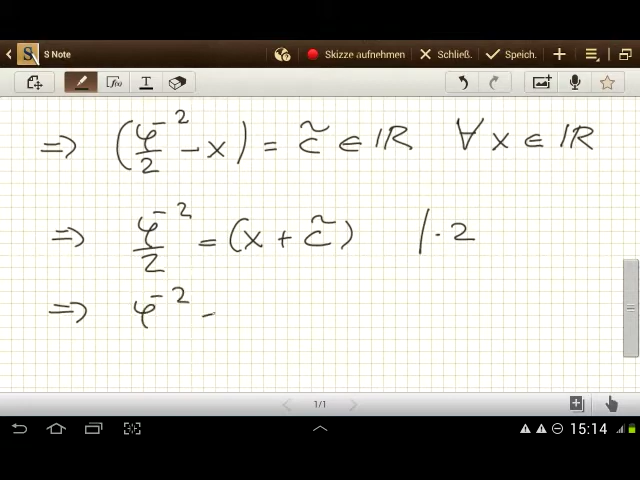 S Note
Skizze aufnehmen
Schließ.
Speich.
f(x)
T
=> (φ⁻²/2 - x) = c̃ ∈ ℝ ∀ x ∈ ℝ
=> φ⁻²/2 = (x + c̃) | · 2
=> φ⁻² -
1/1
15:14